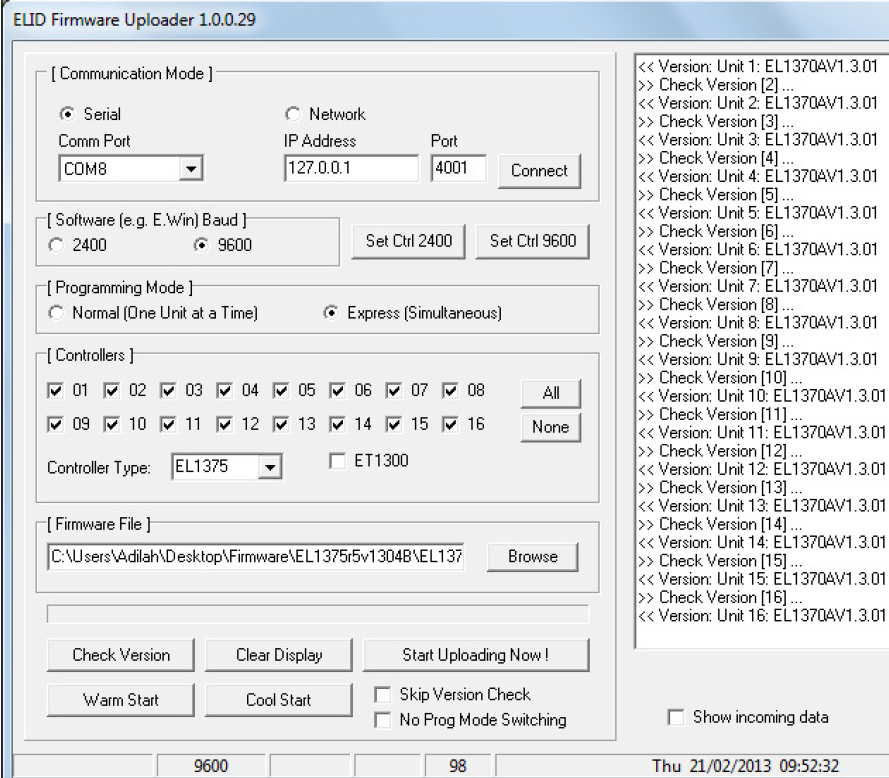 ELID Firmware Uploader 1.0.0.29
[ Communication Mode ]
Serial
Network
Comm Port
IP Address
Port
COM8
127.0.0.1
4001
Connect
[ Software (e.g. E.Win) Baud ]
2400
9600
Set Ctrl 2400
Set Ctrl 9600
[ Programming Mode ]
Normal (One Unit at a Time)
Express (Simultaneous)
[ Controllers ]
01 02 03 04 05 06 07 08
All
09 10 11 12 13 14 15 16
None
Controller Type:
EL1375
ET1300
[ Firmware File ]
C:\Users\Adilah\Desktop\Firmware\EL1375r5v1304B\EL137
Browse
Check Version
Clear Display
Start Uploading Now !
Warm Start
Cool Start
Skip Version Check
No Prog Mode Switching
<< Version: Unit 1: EL1370AV1.3.01
>> Check Version [2] ...
<< Version: Unit 2: EL1370AV1.3.01
>> Check Version [3] ...
<< Version: Unit 3: EL1370AV1.3.01
>> Check Version [4] ...
<< Version: Unit 4: EL1370AV1.3.01
>> Check Version [5] ...
<< Version: Unit 5: EL1370AV1.3.01
>> Check Version [6] ...
<< Version: Unit 6: EL1370AV1.3.01
>> Check Version [7] ...
<< Version: Unit 7: EL1370AV1.3.01
>> Check Version [8] ...
<< Version: Unit 8: EL1370AV1.3.01
>> Check Version [9] ...
<< Version: Unit 9: EL1370AV1.3.01
>> Check Version [10] ...
<< Version: Unit 10: EL1370AV1.3.01
>> Check Version [11] ...
<< Version: Unit 11: EL1370AV1.3.01
>> Check Version [12] ...
<< Version: Unit 12: EL1370AV1.3.01
>> Check Version [13] ...
<< Version: Unit 13: EL1370AV1.3.01
>> Check Version [14] ...
<< Version: Unit 14: EL1370AV1.3.01
>> Check Version [15] ...
<< Version: Unit 15: EL1370AV1.3.01
>> Check Version [16] ...
<< Version: Unit 16: EL1370AV1.3.01
Show incoming data
9600
98
Thu 21/02/2013 09:52:32